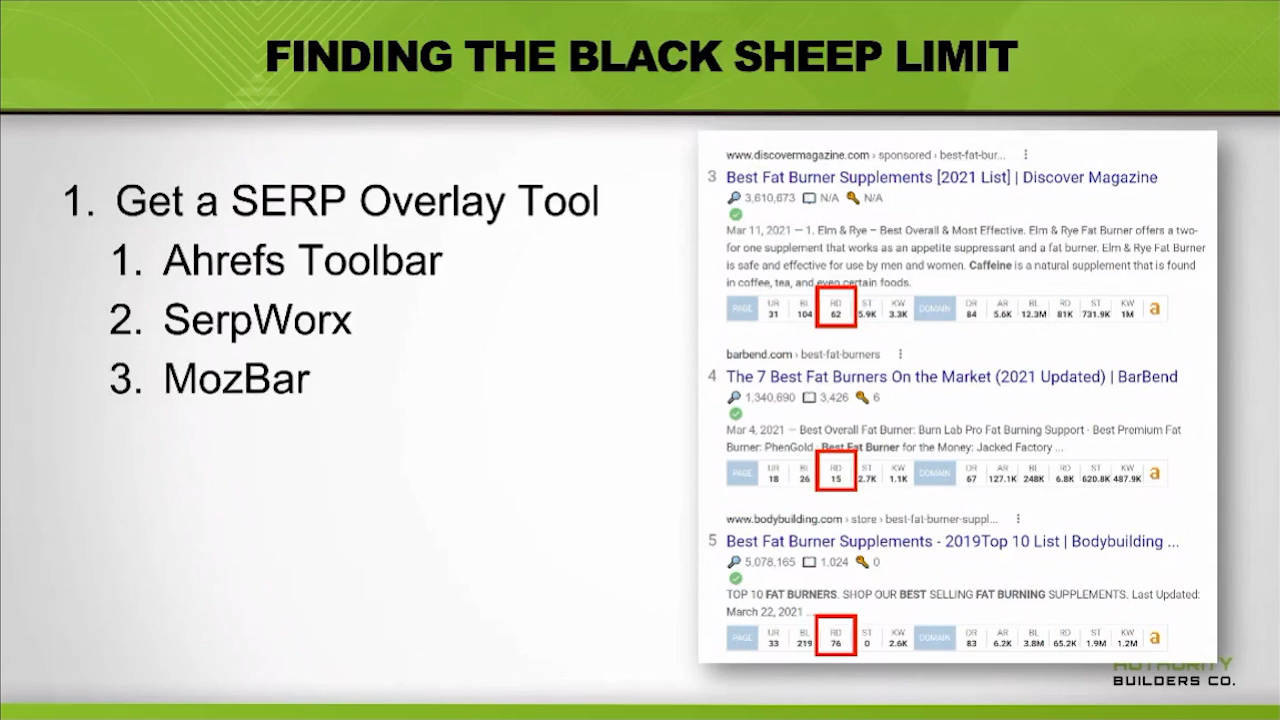 FINDING THE BLACK SHEEP LIMIT
1. Get a SERP Overlay Tool
1. Ahrefs Toolbar
2. SerpWorx
3. MozBar
www.discovermagazine.com › sponsored › best-fat-bur...
3 Best Fat Burner Supplements [2021 List] | Discover Magazine
3,610,673 N/A N/A
Mar 11, 2021 — 1. Elm & Rye – Best Overall & Most Effective. Elm & Rye Fat Burner offers a two-
for one supplement that works as an appetite suppressant and a fat burner. Elm & Rye Fat Burner
is safe and effective for use by men and women. Caffeine is a natural supplement that is found
in coffee, tea, and even certain foods.
PAGE UR BL RD ST KW DOMAIN DR AR BL RD ST KW a
31 104 62 5.9K 3.3K 84 5.6K 12.3M 81K 731.9K 1M
barbend.com › best-fat-burners
4 The 7 Best Fat Burners On the Market (2021 Updated) | BarBend
1,340,690 3,426 6
Mar 4, 2021 — Best Overall Fat Burner: Burn Lab Pro Fat Burning Support · Best Premium Fat
Burner: PhenGold · Best Fat Burner for the Money: Jacked Factory ...
PAGE UR BL RD ST KW DOMAIN DR AR BL RD ST KW a
18 26 15 2.7K 1.1K 67 127.1K 248K 6.8K 620.8K 487.9K
www.bodybuilding.com › store › best-fat-burner-suppl...
5 Best Fat Burner Supplements - 2019Top 10 List | Bodybuilding ...
5,078,165 1,024 0
TOP 10 FAT BURNERS. SHOP OUR BEST SELLING FAT BURNING SUPPLEMENTS. Last Updated:
March 22, 2021 ...
PAGE UR BL RD ST KW DOMAIN DR AR BL RD ST KW a
33 219 76 0 2.6K 83 6.2K 3.8M 65.2K 1.9M 1.2M
AUTHORITY
BUILDERS CO.